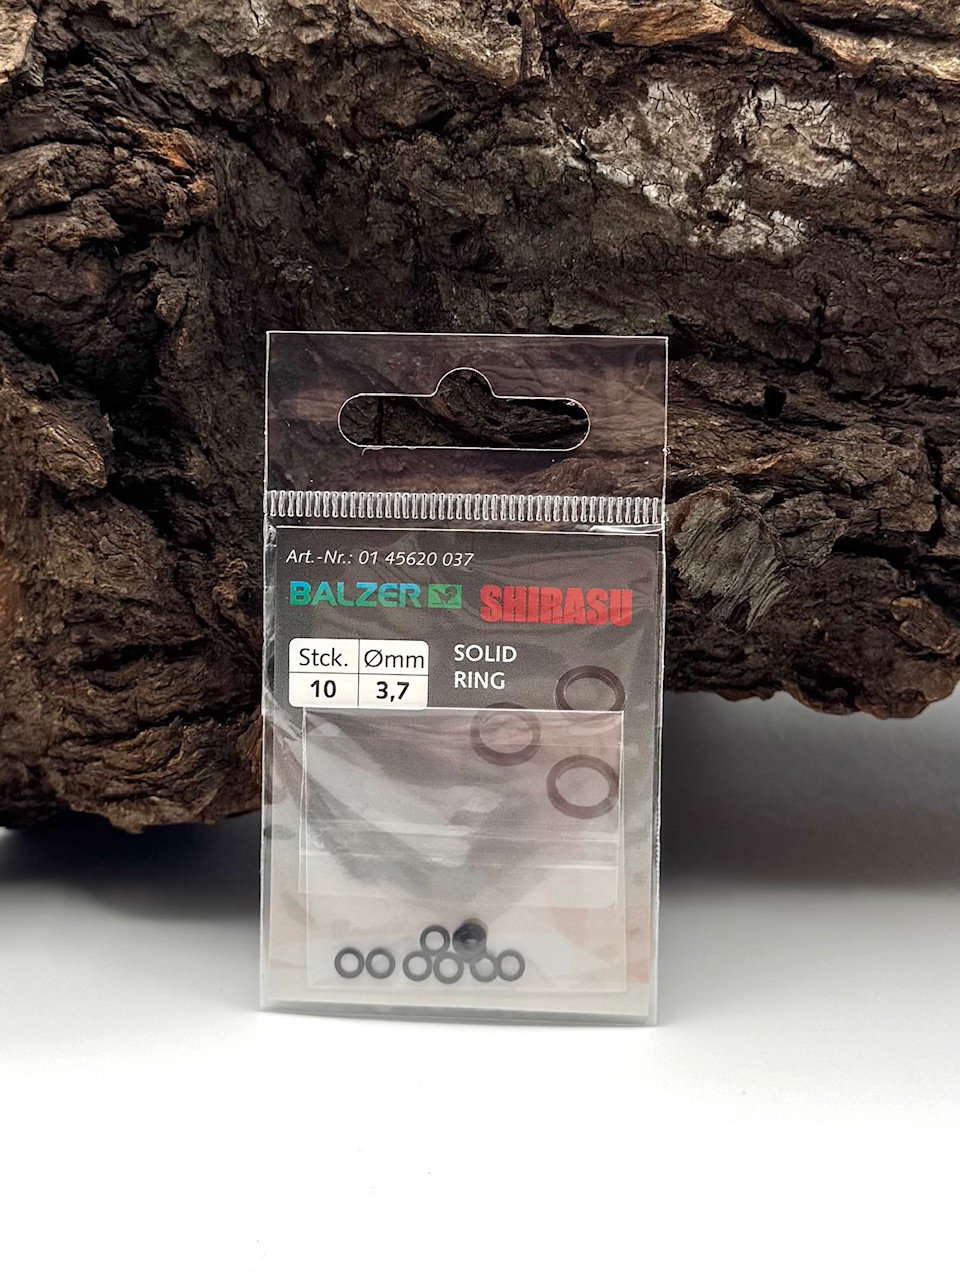 Art.-Nr.: 01 45620 037
BALZER SHIRASU
Stck. Ømm
10 3,7
SOLID
RING